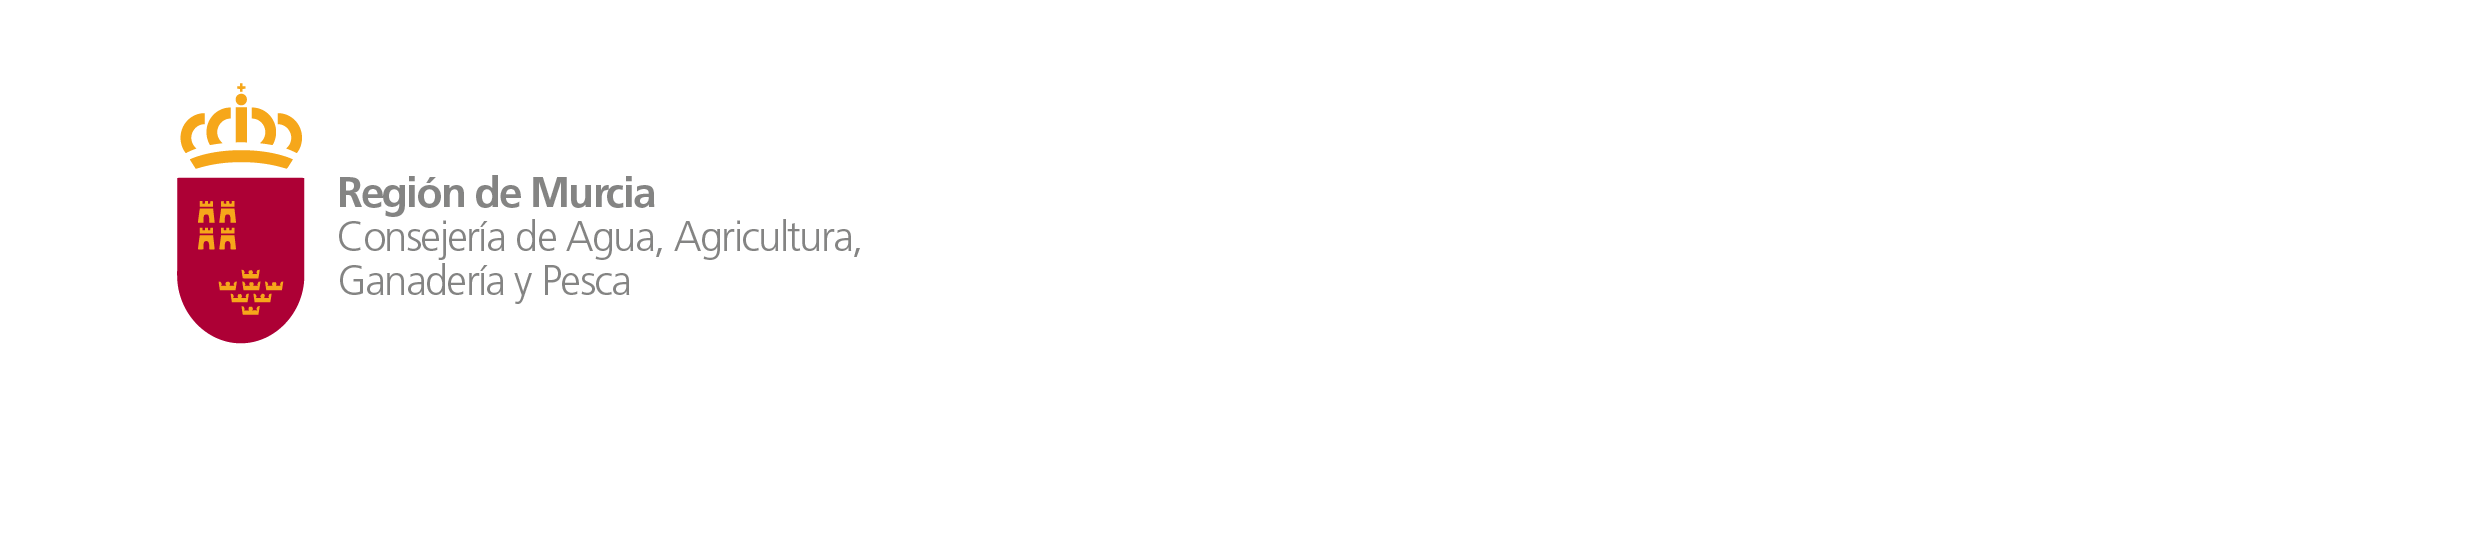 Región de Murcia
Consejería de Agua, Agricultura,
Ganadería y Pesca